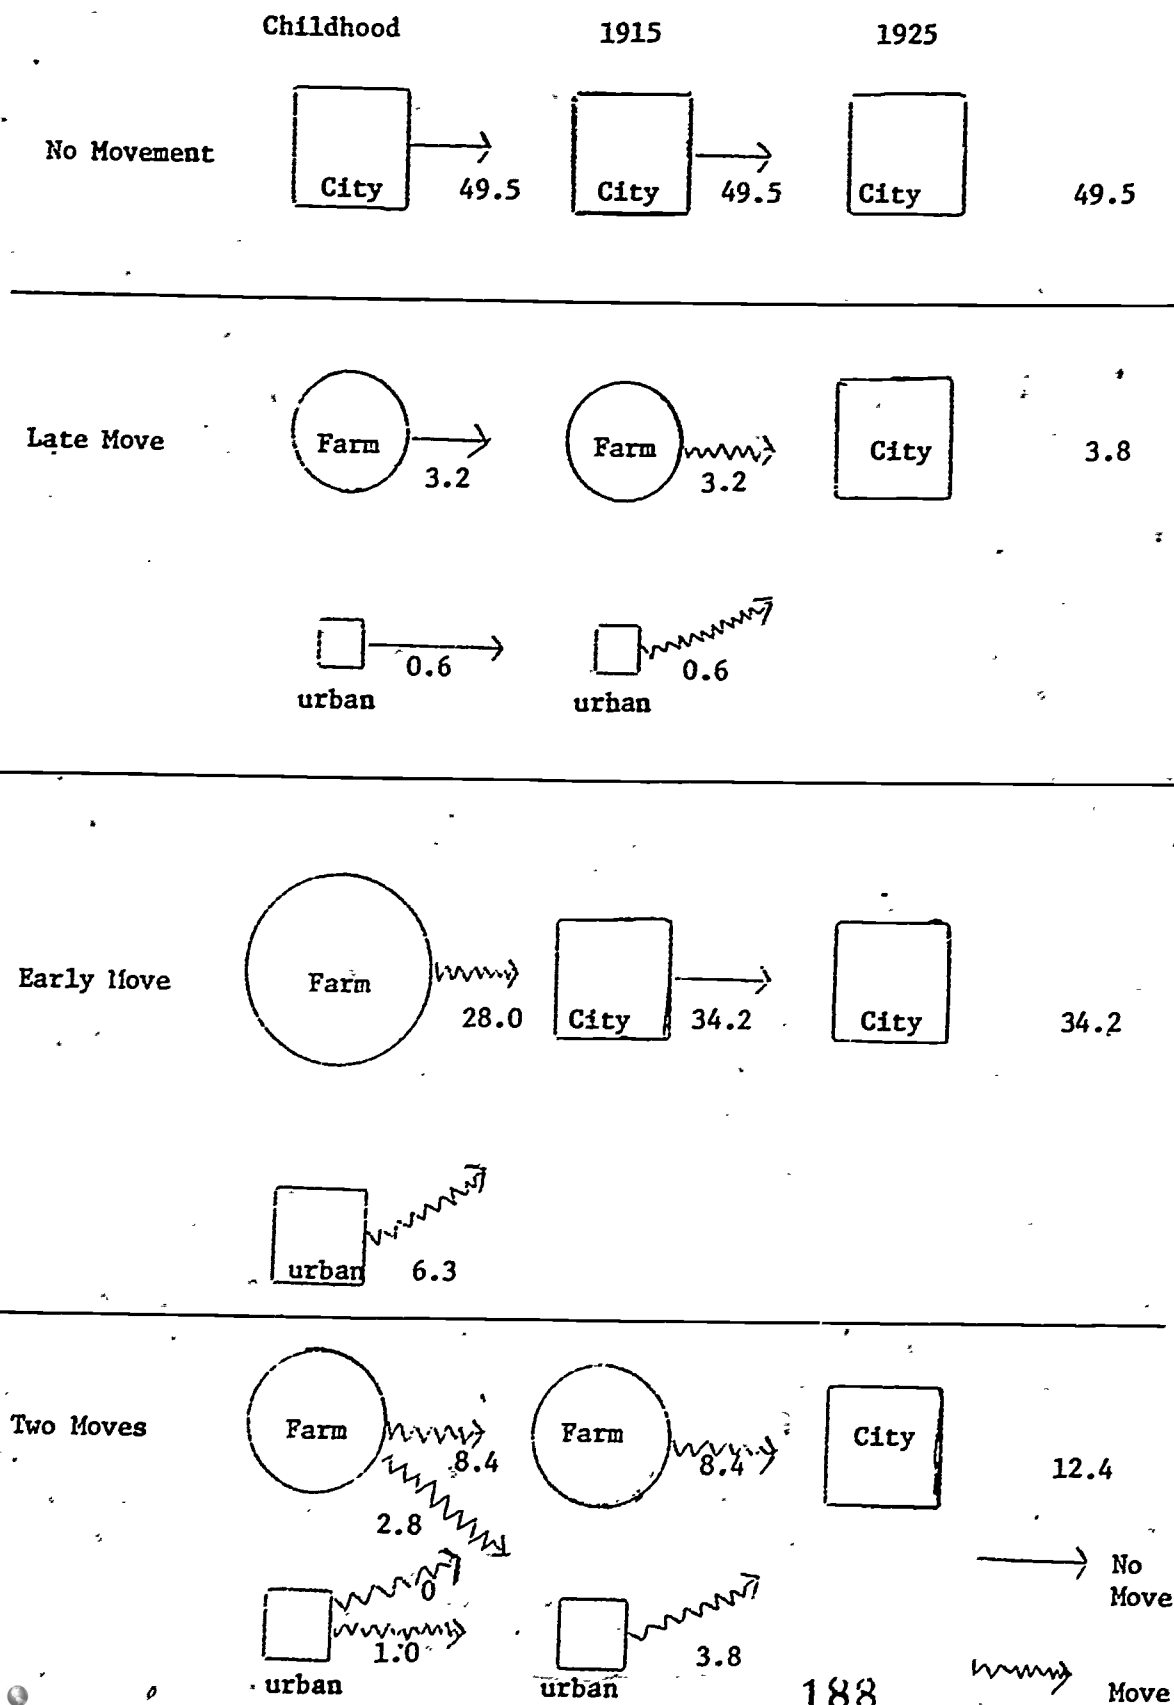 Childhood 1915 1925
No Movement
City 49.5 City 49.5 City 49.5
Late Move Farm Farm City 3.8
3.2 3.2
0.6 0.6
urban urban
Early Move Farm
28.0 City 34.2 City 34.2
urban 6.3
Two Moves Farm Farm City
8.4 8.4 12.4
2.8
0
No
Move
1.0 3.8
urban urban 188 Move